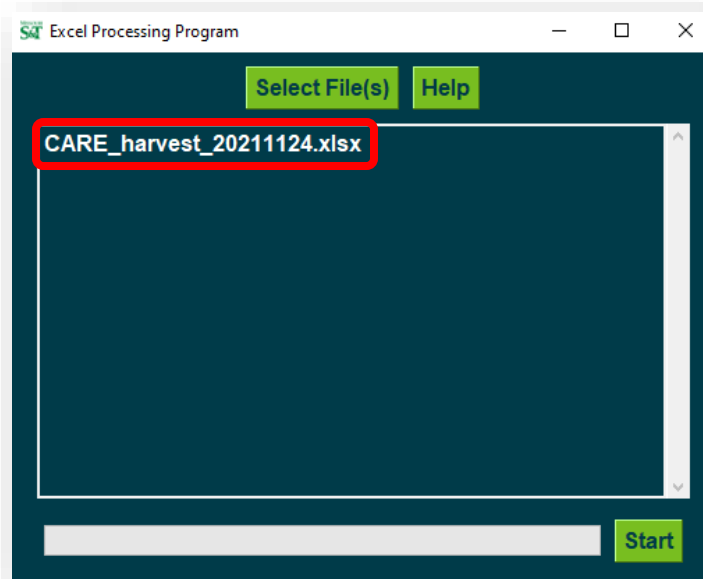 S&T Excel Processing Program
Select File(s) Help
CARE_harvest_20211124.xlsx
Start